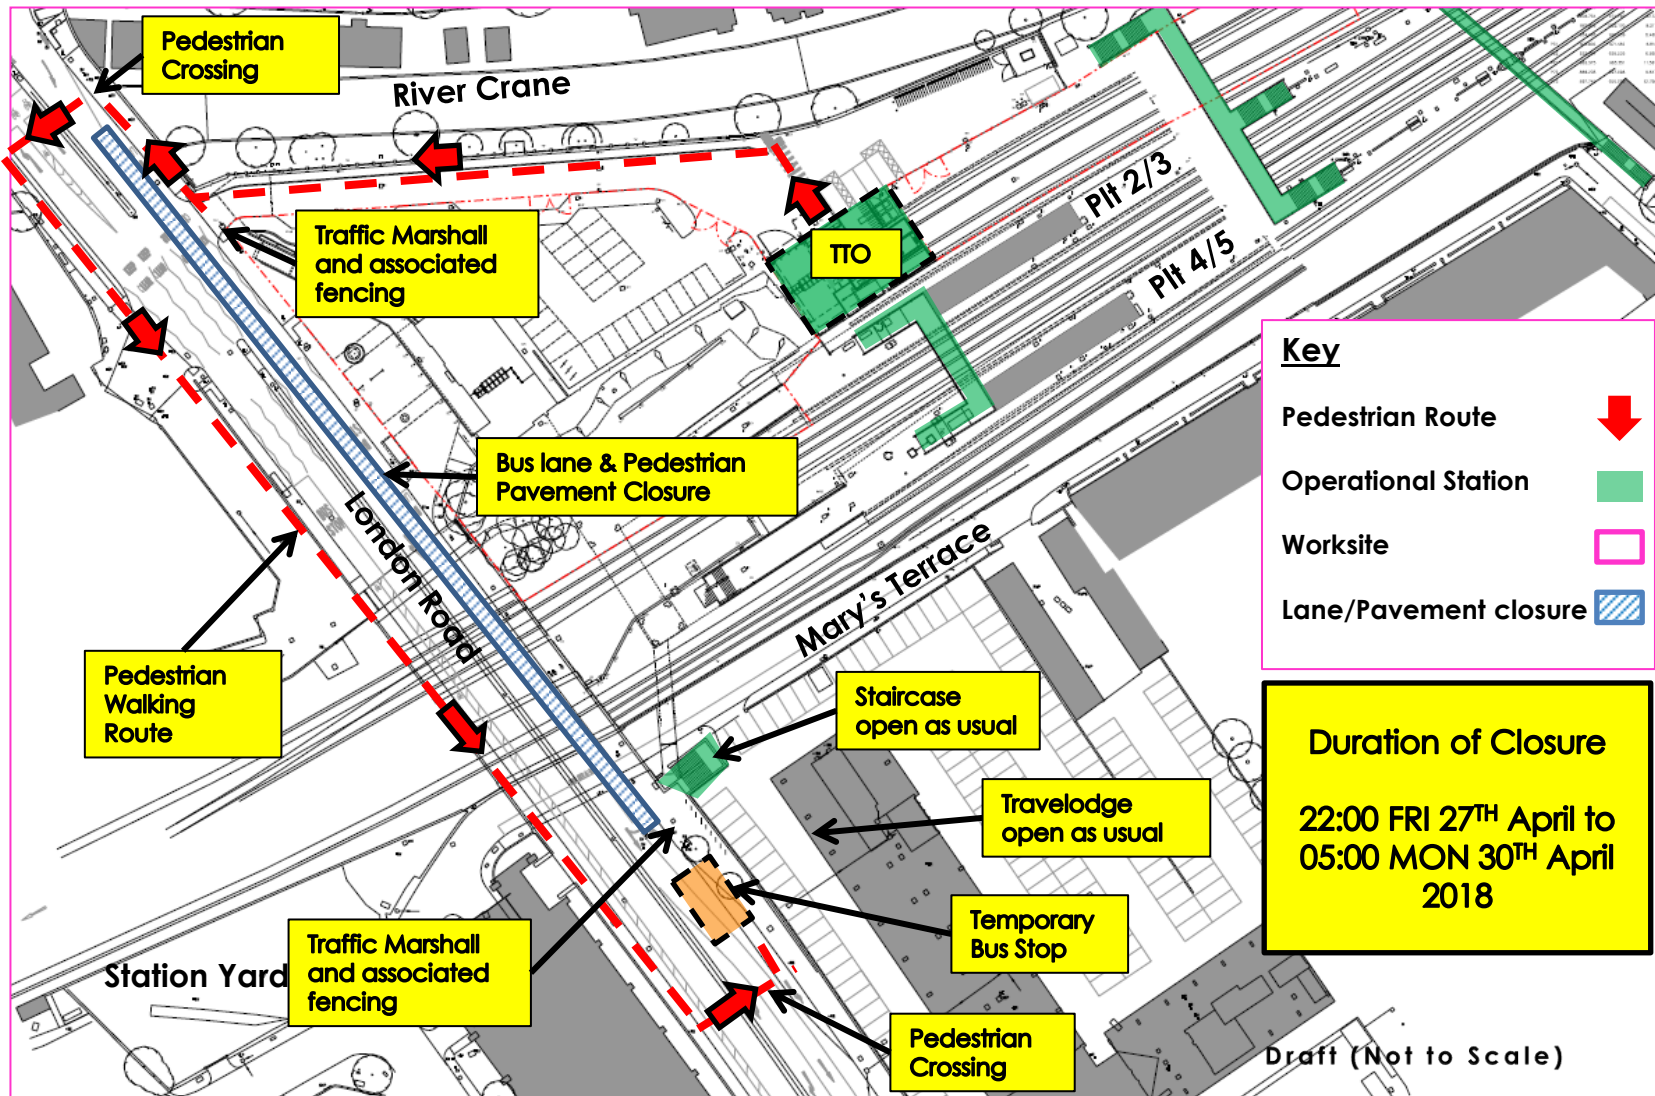 Pedestrian
Crossing
River Crane
Traffic Marshall
and associated
fencing
TTO
Plt 2/3
Plt 4/5
Bus lane & Pedestrian
Pavement Closure
London Road
Mary's Terrace
Pedestrian
Walking
Route
Staircase
open as usual
Travelodge
open as usual
Temporary
Bus Stop
Traffic Marshall
and associated
fencing
Station Yard
Pedestrian
Crossing
Key
Pedestrian Route
Operational Station
Worksite
Lane/Pavement closure
Duration of Closure
22:00 FRI 27TH April to
05:00 MON 30TH April
2018
Draft (Not to Scale)